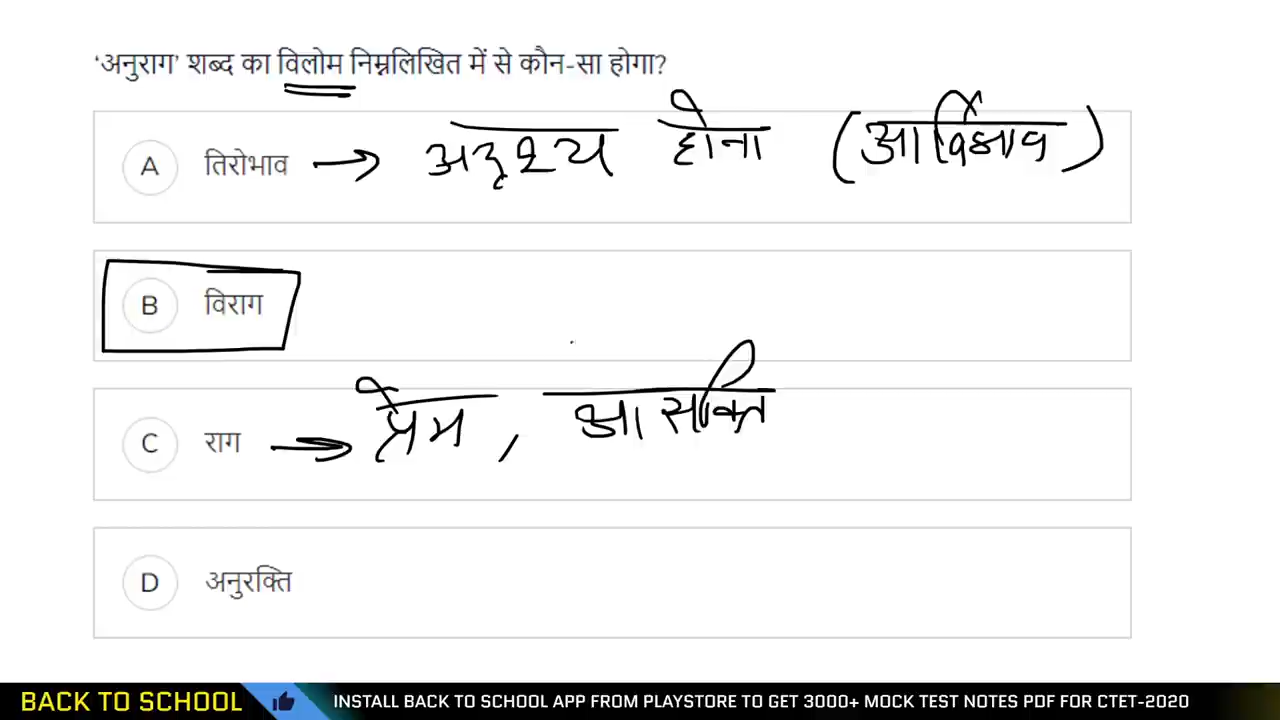 ‘अनुराग’ शब्द का विलोम निम्नलिखित में से कौन-सा होगा?
A तिरोभाव → अदृश्य होना (आर्विभाव)
B विराग
C राग → प्रेम, आसक्ति
D अनुरक्ति
BACK TO SCHOOL INSTALL BACK TO SCHOOL APP FROM PLAYSTORE TO GET 3000+ MOCK TEST NOTES PDF FOR CTET-2020